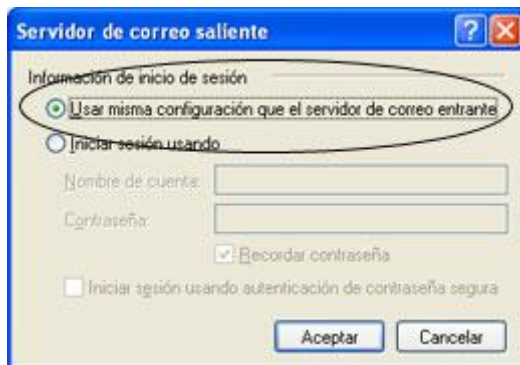 Servidor de correo saliente
Información de inicio de sesión
Usar misma configuración que el servidor de correo entrante
Iniciar sesión usando
Nombre de cuenta:
Contraseña:
Recordar contraseña
Iniciar sesión usando autenticación de contraseña segura
Aceptar Cancelar